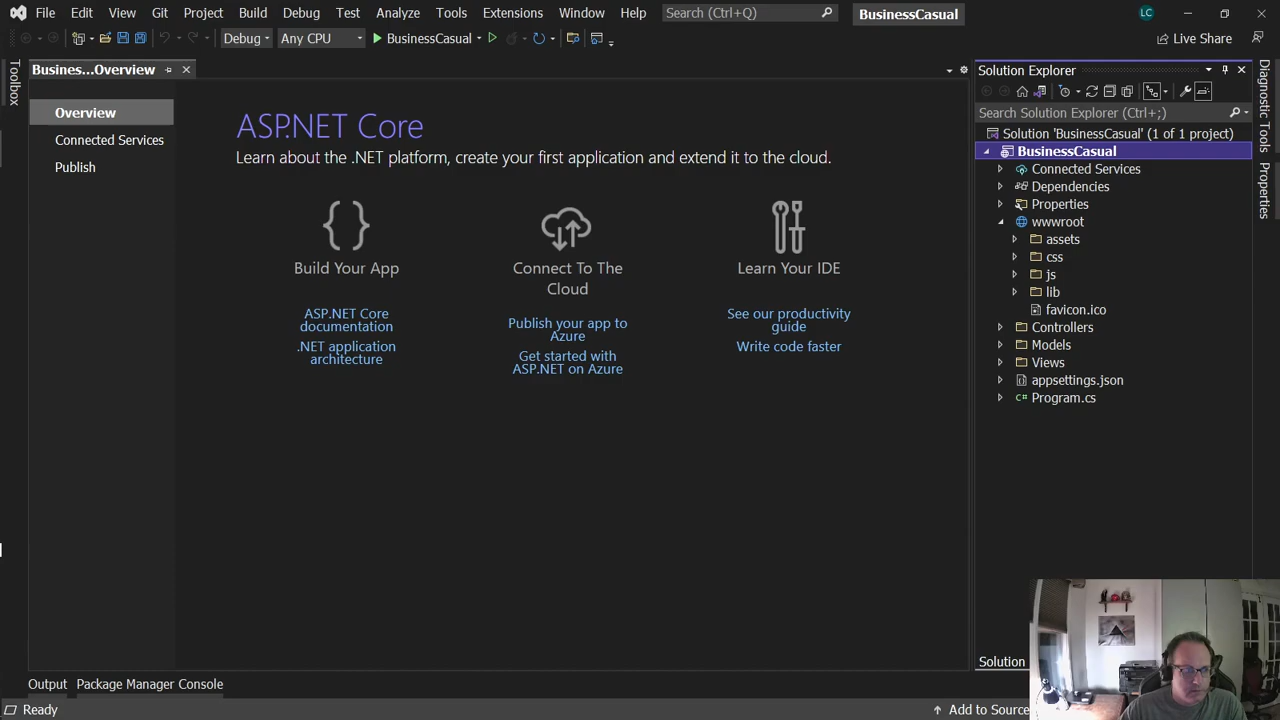 File Edit View Git Project Build Debug Test Analyze Tools Extensions Window Help Search (Ctrl+Q) BusinessCasual LC
Debug Any CPU BusinessCasual Live Share
Toolbox
Busines...Overview
Overview
Connected Services
Publish
ASP.NET Core
Learn about the .NET platform, create your first application and extend it to the cloud.
Build Your App
ASP.NET Core
documentation
.NET application
architecture
Connect To The
Cloud
Publish your app to
Azure
Get started with
ASP.NET on Azure
Learn Your IDE
See our productivity
guide
Write code faster
Solution Explorer
Search Solution Explorer (Ctrl+;)
Solution 'BusinessCasual' (1 of 1 project)
BusinessCasual
Connected Services
Dependencies
Properties
wwwroot
assets
css
js
lib
favicon.ico
Controllers
Models
Views
appsettings.json
C# Program.cs
Solution
Diagnostic Tools
Properties
Output Package Manager Console
Ready Add to Source